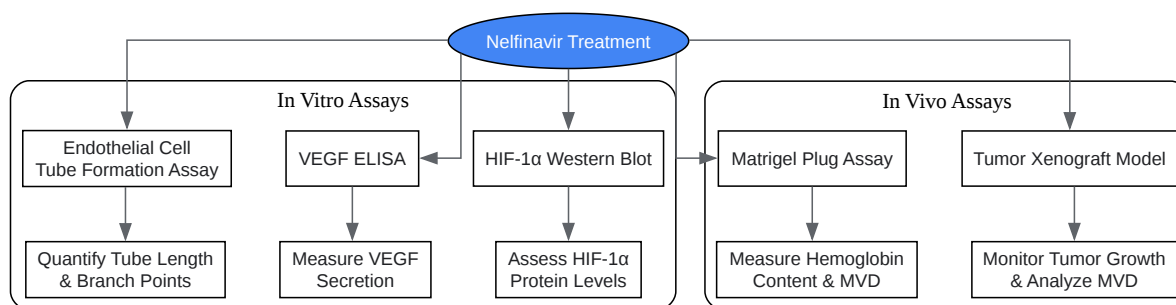 Nelfinavir Treatment
In Vitro Assays
In Vivo Assays
Endothelial Cell
Tube Formation Assay
VEGF ELISA
HIF-1α Western Blot
Matrigel Plug Assay
Tumor Xenograft Model
Quantify Tube Length
& Branch Points
Measure VEGF
Secretion
Assess HIF-1α
Protein Levels
Measure Hemoglobin
Content & MVD
Monitor Tumor Growth
& Analyze MVD